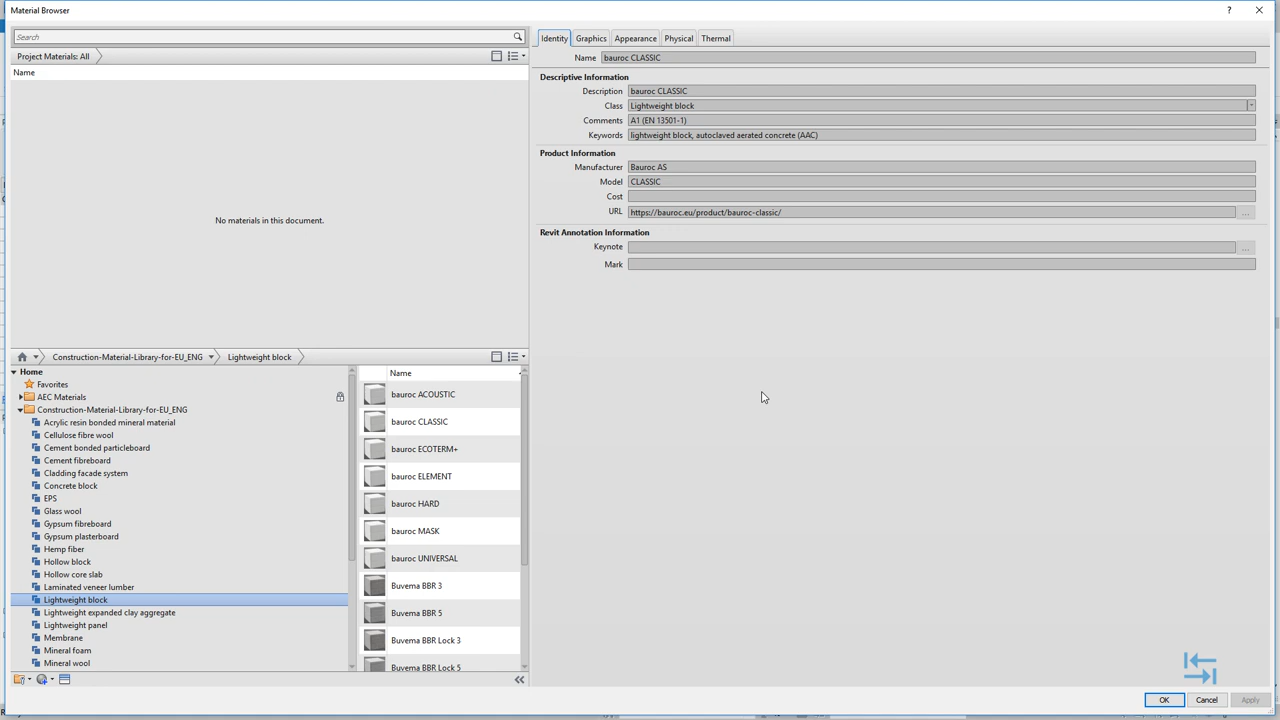 Material Browser
?
Search
Project Materials: All
Name
No materials in this document.
Construction-Material-Library-for-EU_ENG
Lightweight block
Home
Favorites
AEC Materials
Construction-Material-Library-for-EU_ENG
Acrylic resin bonded mineral material
Cellulose fibre wool
Cement bonded particleboard
Cement fibreboard
Cladding facade system
Concrete block
EPS
Glass wool
Gypsum fibreboard
Gypsum plasterboard
Hemp fiber
Hollow block
Hollow core slab
Laminated veneer lumber
Lightweight block
Lightweight expanded clay aggregate
Lightweight panel
Membrane
Mineral foam
Mineral wool
Name
bauroc ACOUSTIC
bauroc CLASSIC
bauroc ECOTERM+
bauroc ELEMENT
bauroc HARD
bauroc MASK
bauroc UNIVERSAL
Buvema BBR 3
Buvema BBR 5
Buvema BBR Lock 3
Buvema BBR Lock 5
Identity Graphics Appearance Physical Thermal
Name bauroc CLASSIC
Descriptive Information
Description bauroc CLASSIC
Class Lightweight block
Comments A1 (EN 13501-1)
Keywords lightweight block, autoclaved aerated concrete (AAC)
Product Information
Manufacturer Bauroc AS
Model CLASSIC
Cost
URL https://bauroc.eu/product/bauroc-classic/ ...
Revit Annotation Information
Keynote ...
Mark
OK Cancel Apply